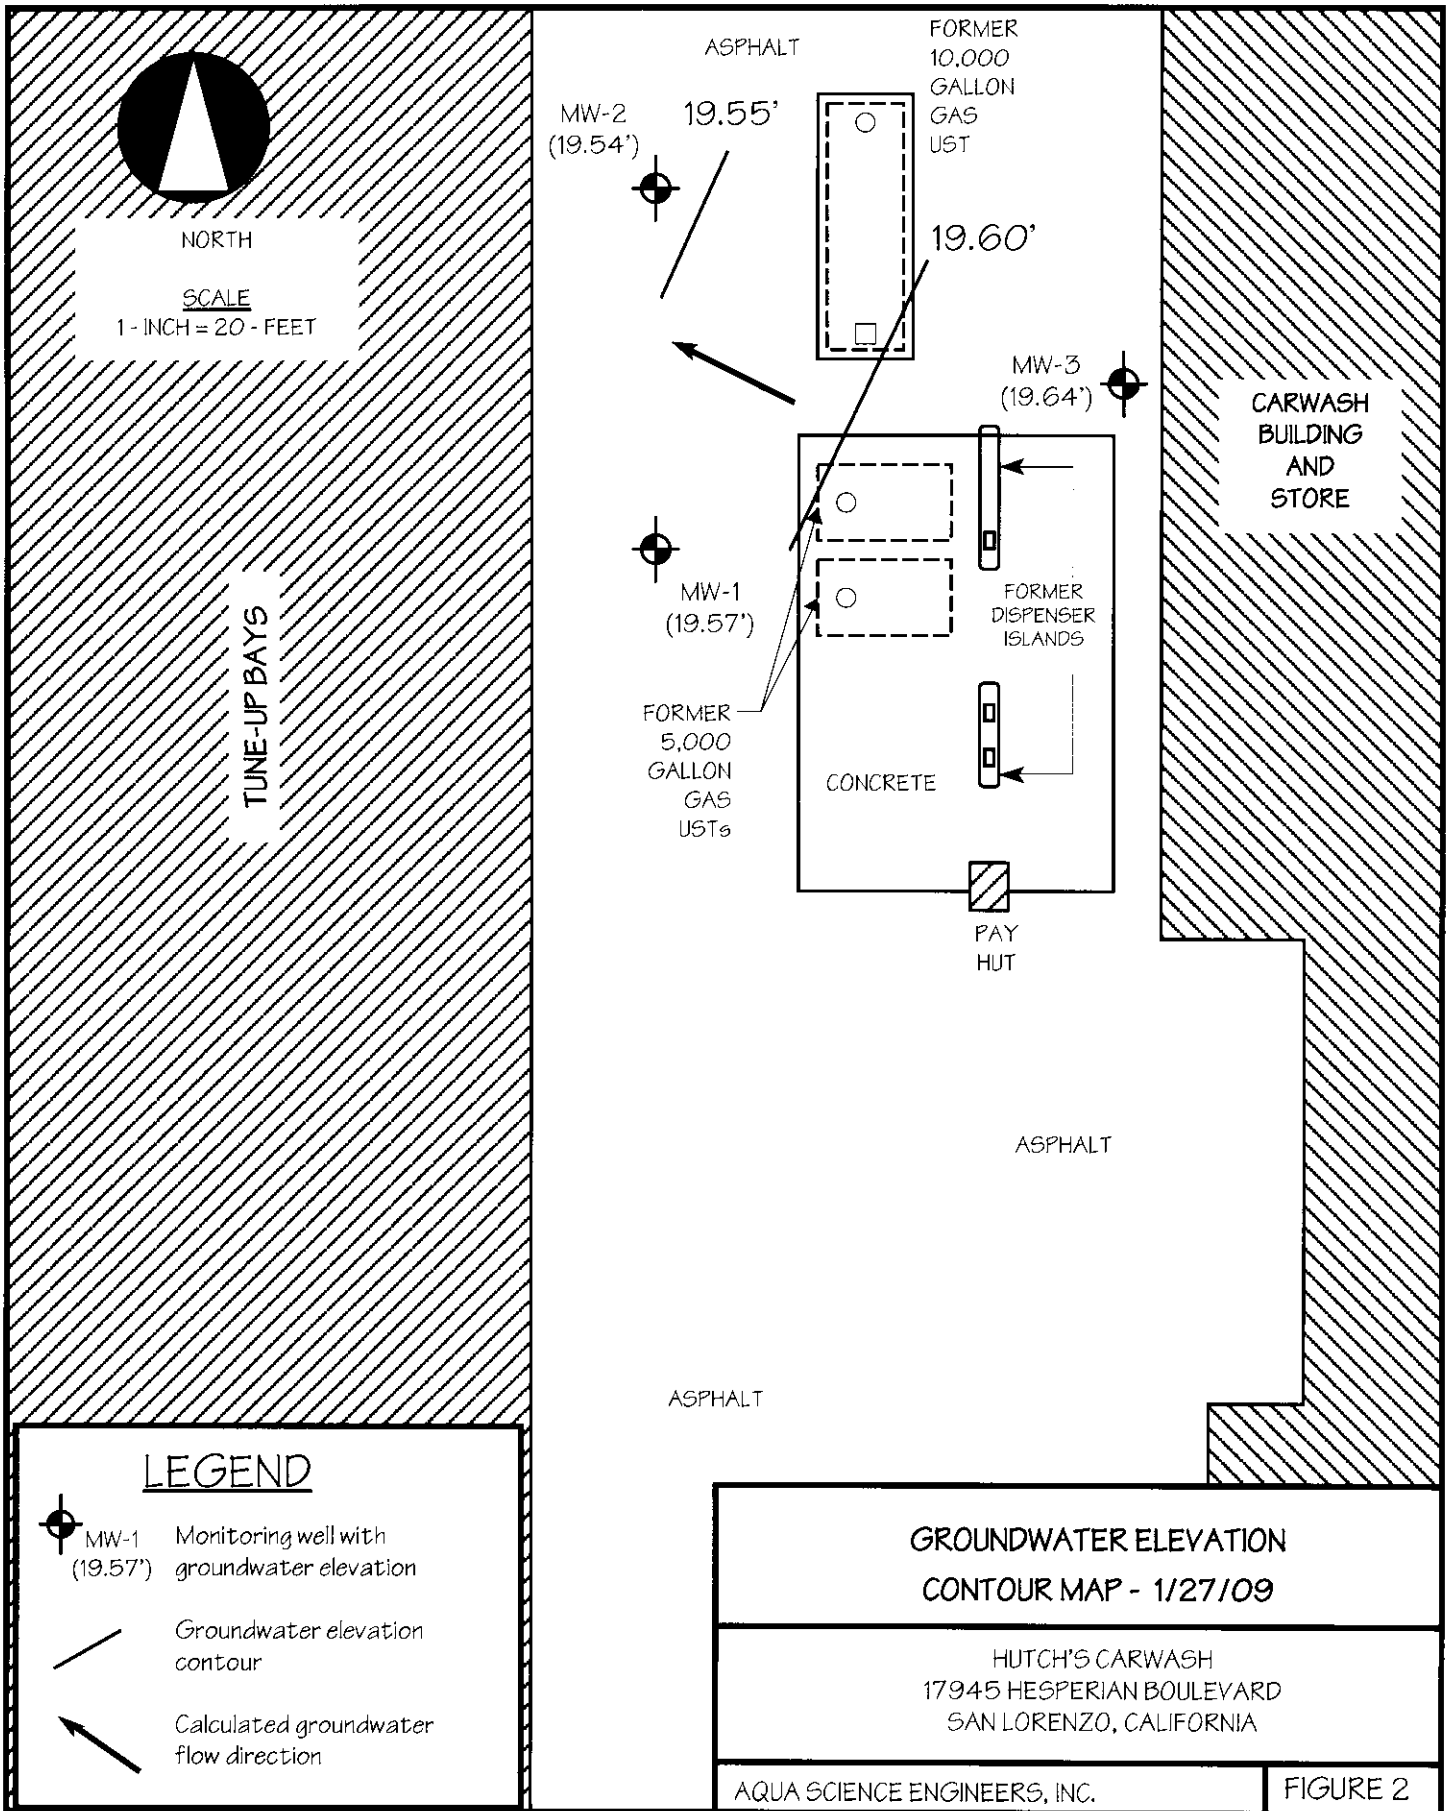 ASPHALT
FORMER
10,000
GALLON
GAS
UST
MW-2
(19.54')
19.55'
NORTH
SCALE
1 - INCH = 20 - FEET
19.60'
MW-3
(19.64')
CARWASH
BUILDING
AND
STORE
MW-1
(19.57')
FORMER
DISPENSER
ISLANDS
TUNE-UP BAYS
FORMER
5,000
GALLON
GAS
USTs
CONCRETE
PAY
HUT
ASPHALT
ASPHALT
LEGEND
MW-1
(19.57')
Monitoring well with
groundwater elevation
Groundwater elevation
contour
Calculated groundwater
flow direction
GROUNDWATER ELEVATION
CONTOUR MAP - 1/27/09
HUTCH'S CARWASH
17945 HESPERIAN BOULEVARD
SAN LORENZO, CALIFORNIA
AQUA SCIENCE ENGINEERS, INC.
FIGURE 2